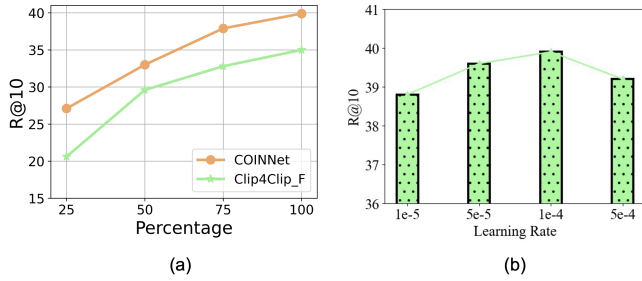 40
35
30
25
20
15
R@10
25 50 75 100
Percentage
COINNet
Clip4Clip_F
(a)
41
40
39
38
37
36
R@10
1e-5 5e-5 1e-4 5e-4
Learning Rate
(b)